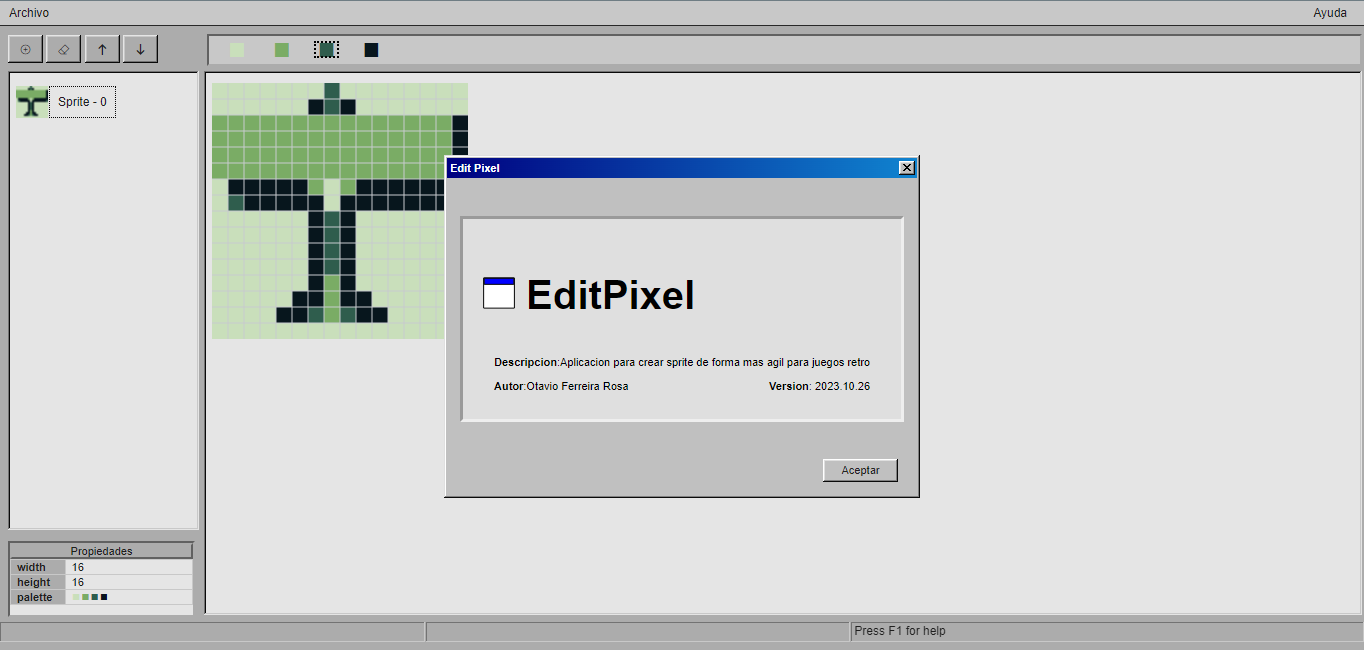 Archivo
Ayuda
Sprite - 0
Edit Pixel
EditPixel
Descripcion:Aplicacion para crear sprite de forma mas agil para juegos retro
Autor:Otavio Ferreira Rosa
Version: 2023.10.26
Aceptar
Propiedades
width 16
height 16
palette
Press F1 for help